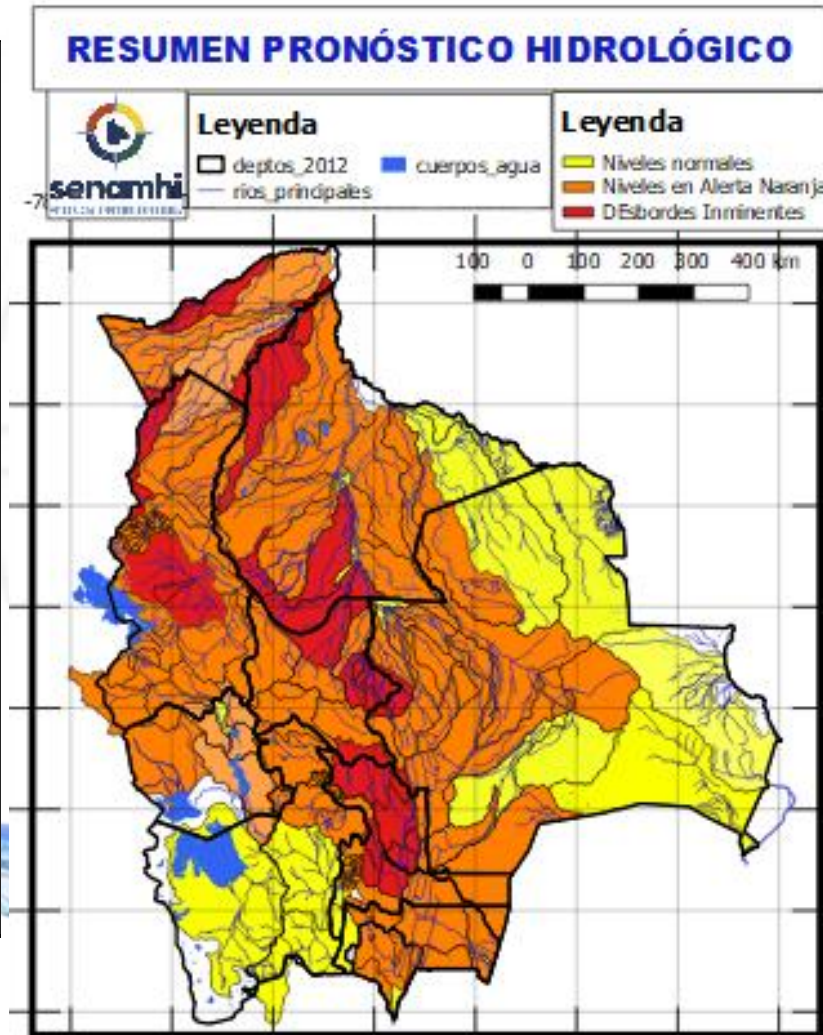 RESUMEN PRONÓSTICO HIDROLÓGICO
senamhi
Leyenda
deptos_2012
cuerpos_agua
rios_principales
Leyenda
Niveles normales
Niveles en Alerta Naranja
DEsbordes Inminentes
-7
100 0 100 200 300 400 km